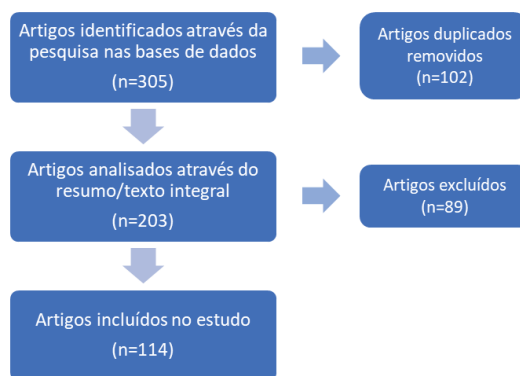 Artigos identificados através da
pesquisa nas bases de dados
(n=305)
Artigos duplicados
removidos
(n=102)
Artigos analisados através do
resumo/texto integral
(n=203)
Artigos excluídos
(n=89)
Artigos incluídos no estudo
(n=114)